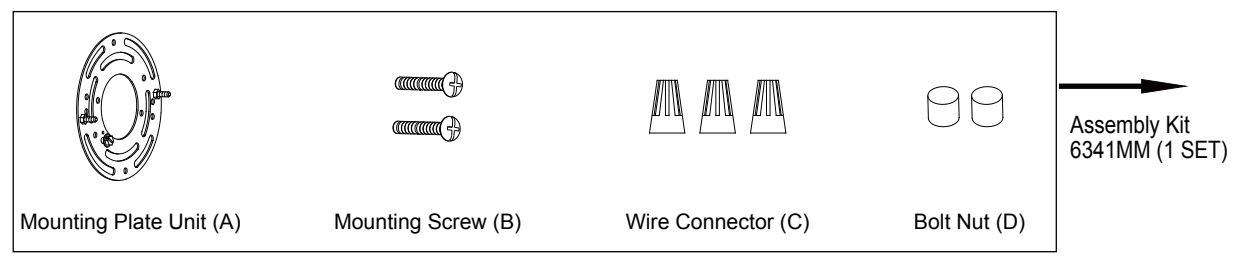 Mounting Plate Unit (A)
Mounting Screw (B)
Wire Connector (C)
Bolt Nut (D)
Assembly Kit
6341MM (1 SET)